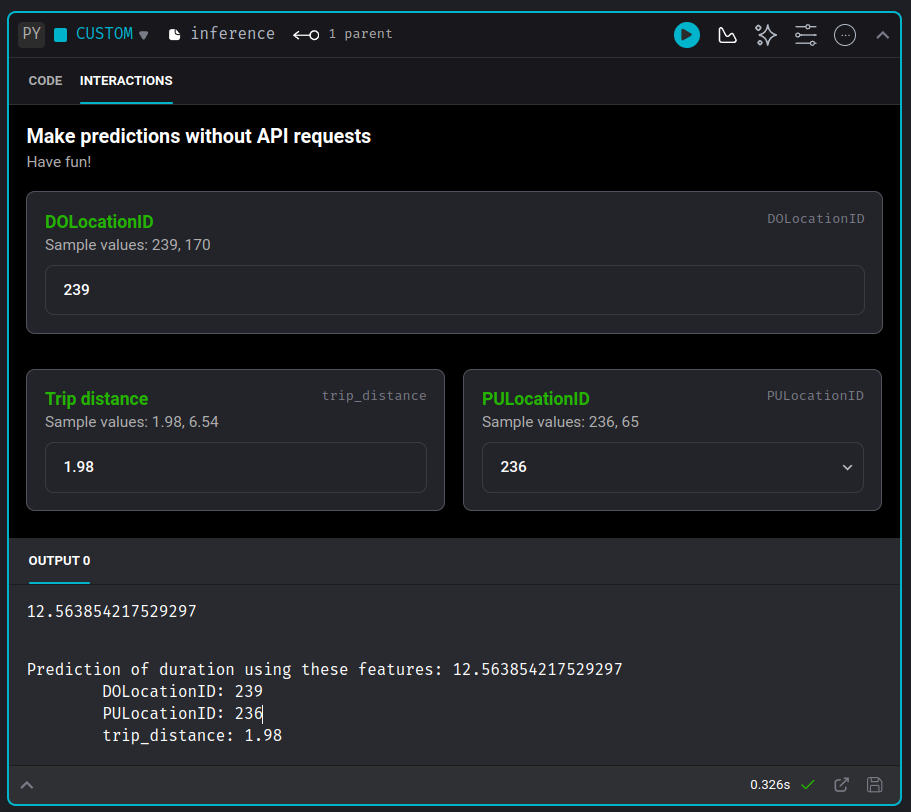 PY CUSTOM inference 1 parent
CODE INTERACTIONS
Make predictions without API requests
Have fun!
DOLocationID DOLocationID
Sample values: 239, 170
239
Trip distance trip_distance
Sample values: 1.98, 6.54
1.98
PULocationID PULocationID
Sample values: 236, 65
236
OUTPUT 0
12.563854217529297
Prediction of duration using these features: 12.563854217529297
DOLocationID: 239
PULocationID: 236
trip_distance: 1.98
0.326s